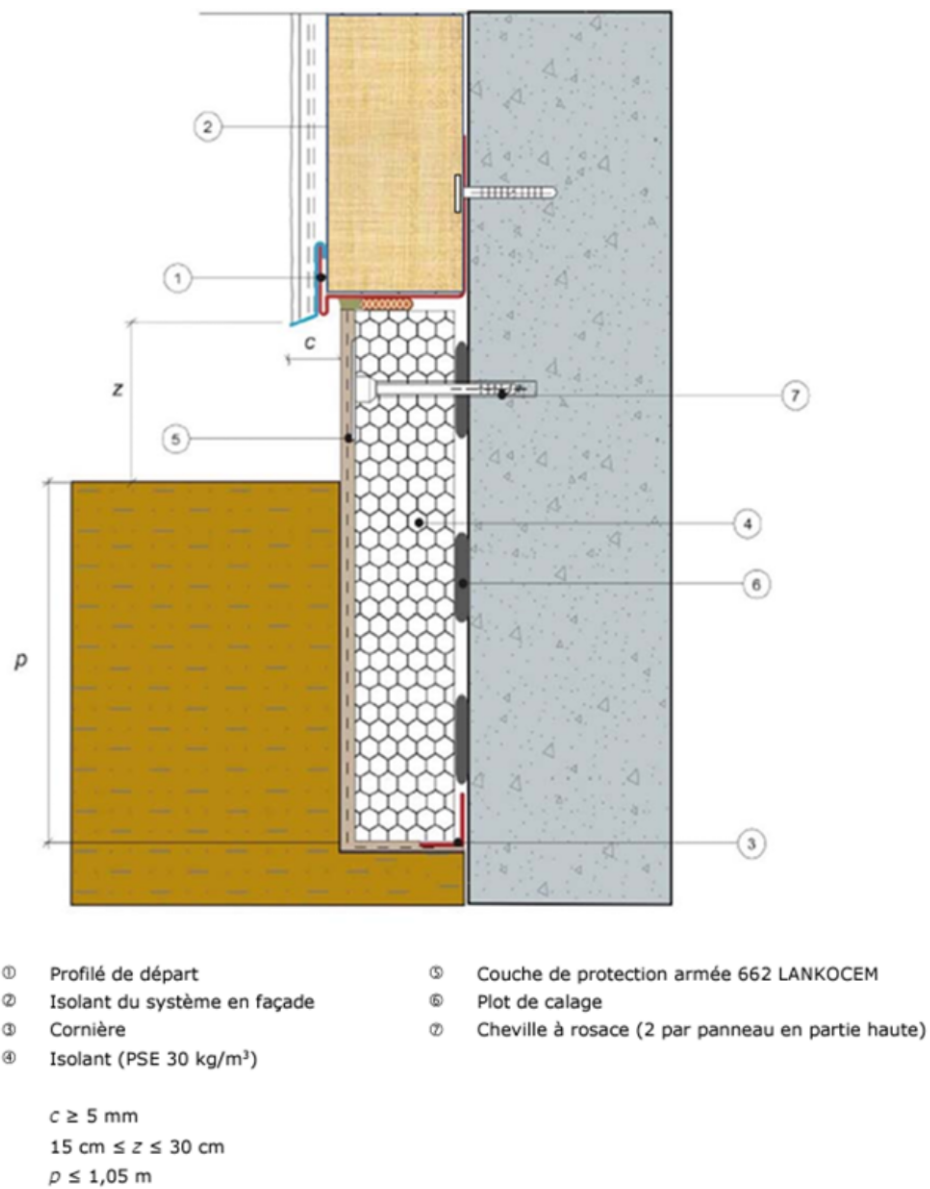 2
1
c
z
7
5
4
6
p
3
① Profilé de départ
② Isolant du système en façade
③ Cornière
④ Isolant (PSE 30 kg/m³)
⑤ Couche de protection armée 662 LANKOCEM
⑥ Plot de calage
⑦ Cheville à rosace (2 par panneau en partie haute)
c ≥ 5 mm
15 cm ≤ z ≤ 30 cm
p ≤ 1,05 m